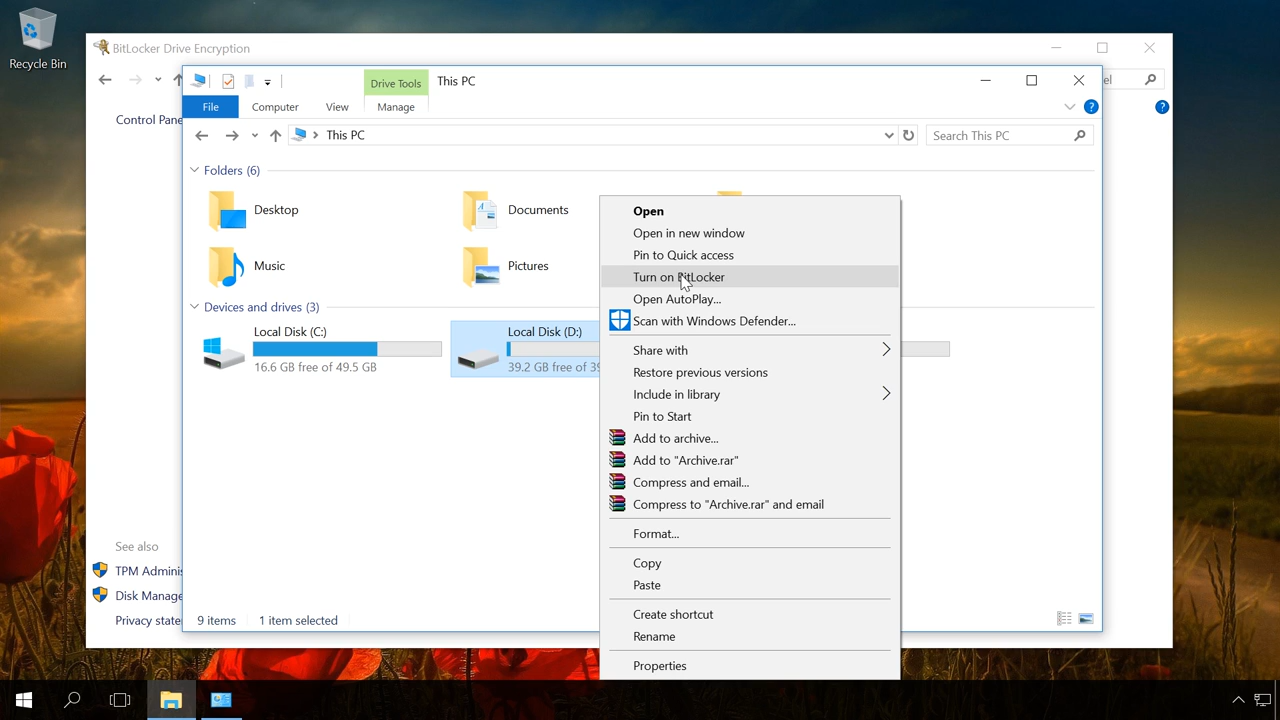 Recycle Bin
BitLocker Drive Encryption
Drive Tools
This PC
File
Computer
View
Manage
This PC
Search This PC
Control Pane
Folders (6)
Desktop
Documents
Music
Pictures
Devices and drives (3)
Local Disk (C:)
16.6 GB free of 49.5 GB
Local Disk (D:)
39.2 GB free of 39
Open
Open in new window
Pin to Quick access
Turn on BitLocker
Open AutoPlay...
Scan with Windows Defender...
Share with
Restore previous versions
Include in library
Pin to Start
Add to archive...
Add to "Archive.rar"
Compress and email...
Compress to "Archive.rar" and email
Format...
Copy
Paste
Create shortcut
Rename
Properties
See also
TPM Adminis
Disk Manage
Privacy state
9 items
1 item selected